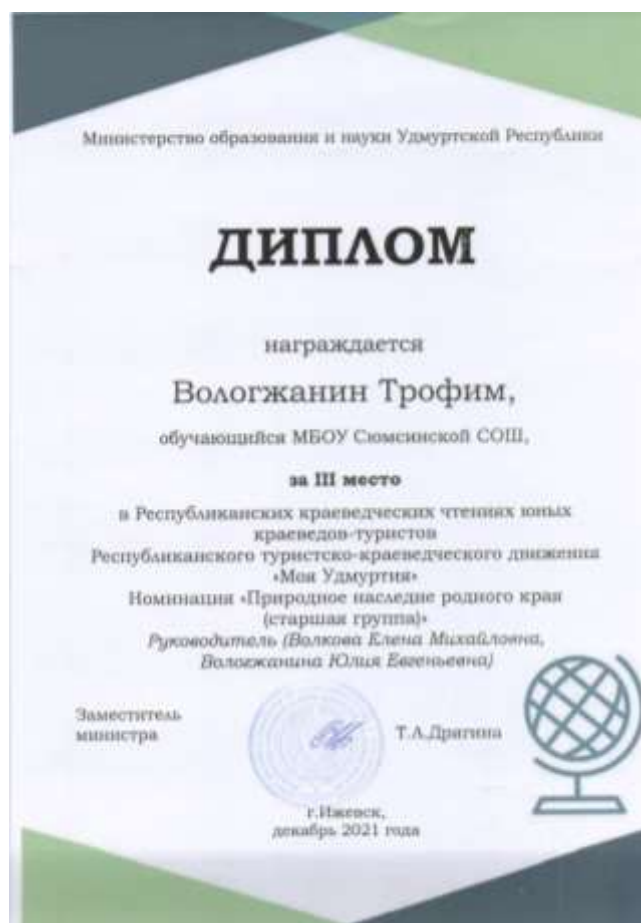 Министерство образования и науки Удмуртской Республики
ДИПЛОМ
награждается
Вологжанин Трофим,
обучающийся МБОУ Сюмсинской СОШ,
за III место
в Республиканских краеведческих чтениях юных
краеведов-туристов
Республиканского туристско-краеведческого движения
«Моя Удмуртия»
Номинация «Природное наследие родного края
(старшая группа)»
Руководитель (Волкова Елена Михайловна,
Вологжанина Юлия Евгеньевна)
Заместитель
министра
Т.А.Дрягина
г.Ижевск,
декабрь 2021 года